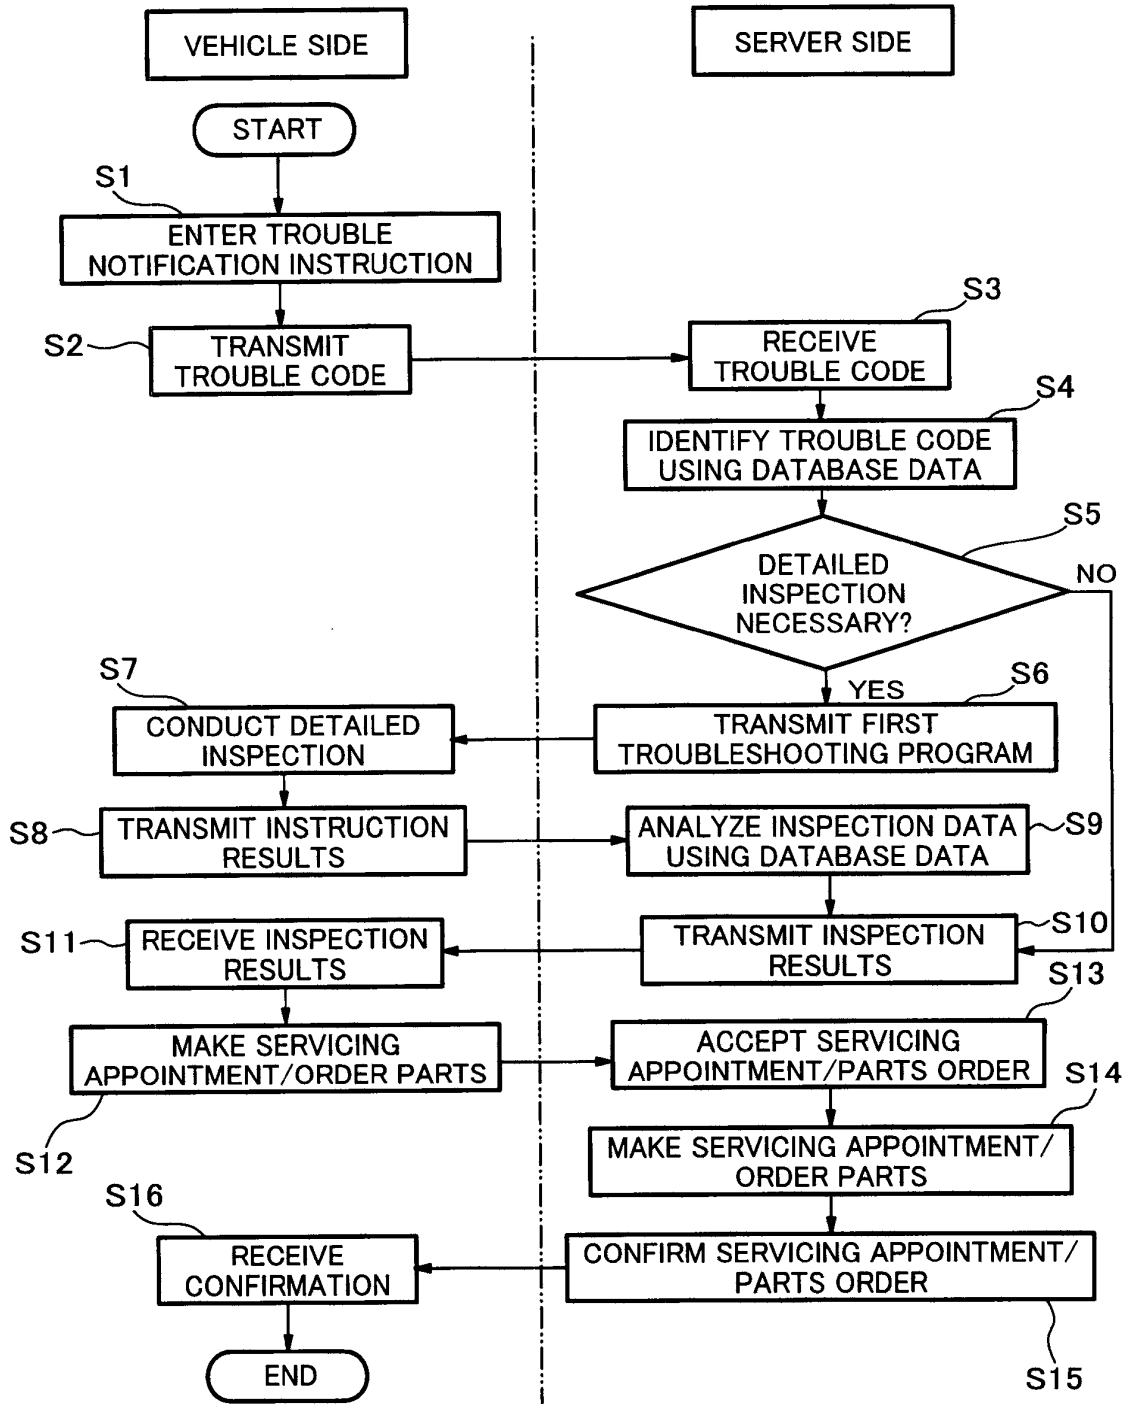 VEHICLE SIDE
SERVER SIDE
START
S1
ENTER TROUBLE
NOTIFICATION INSTRUCTION
S2
TRANSMIT
TROUBLE CODE
S3
RECEIVE
TROUBLE CODE
S4
IDENTIFY TROUBLE CODE
USING DATABASE DATA
S5
DETAILED
INSPECTION
NECESSARY?
NO
YES
S6
TRANSMIT FIRST
TROUBLESHOOTING PROGRAM
S7
CONDUCT DETAILED
INSPECTION
S8
TRANSMIT INSTRUCTION
RESULTS
S9
ANALYZE INSPECTION DATA
USING DATABASE DATA
S10
TRANSMIT INSPECTION
RESULTS
S11
RECEIVE INSPECTION
RESULTS
S12
MAKE SERVICING
APPOINTMENT/ORDER PARTS
S13
ACCEPT SERVICING
APPOINTMENT/PARTS ORDER
S14
MAKE SERVICING APPOINTMENT/
ORDER PARTS
S15
CONFIRM SERVICING APPOINTMENT/
PARTS ORDER
S16
RECEIVE
CONFIRMATION
END